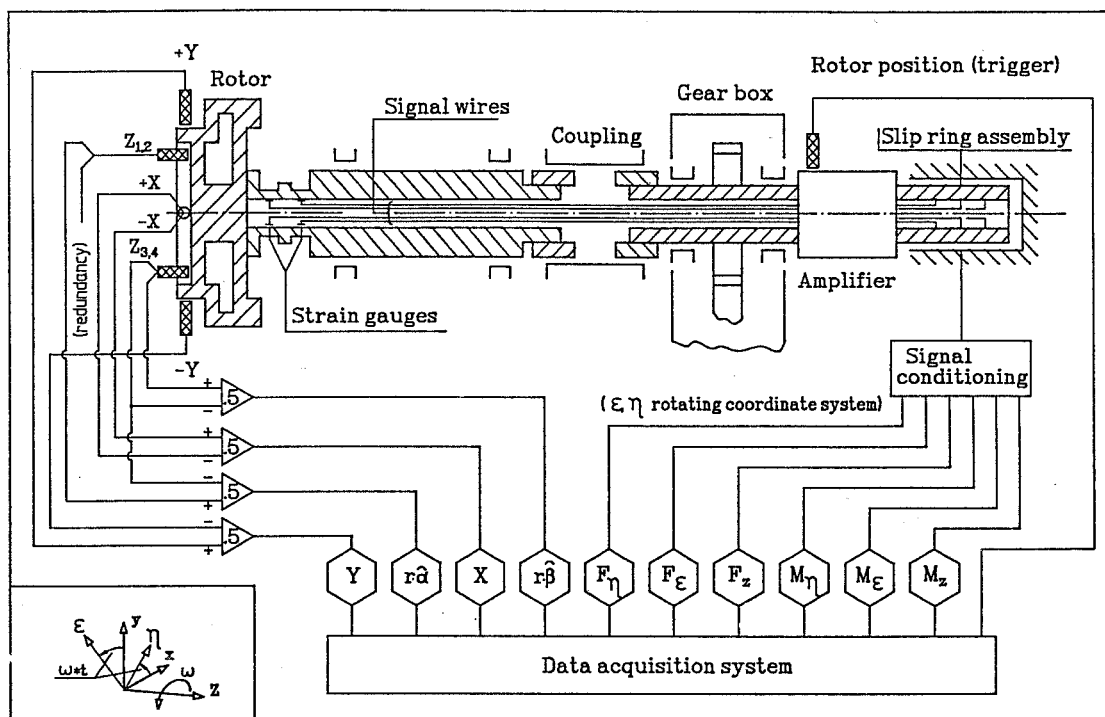 +Y
Rotor
Rotor position (trigger)
Signal wires
Gear box
Coupling
Slip ring assembly
Z1,2
+X
-X
Z3,4
(redundancy)
Amplifier
Strain gauges
-Y
Signal
conditioning
(ε,η rotating coordinate system)
+
.5
-
+
.5
-
-
.5
+
-
.5
+
Y
r·α̂
X
r·β̂
Fη
Fε
Fz
Mη
Mε
Mz
Data acquisition system
ε
y
η
x
ω*t
ω
z